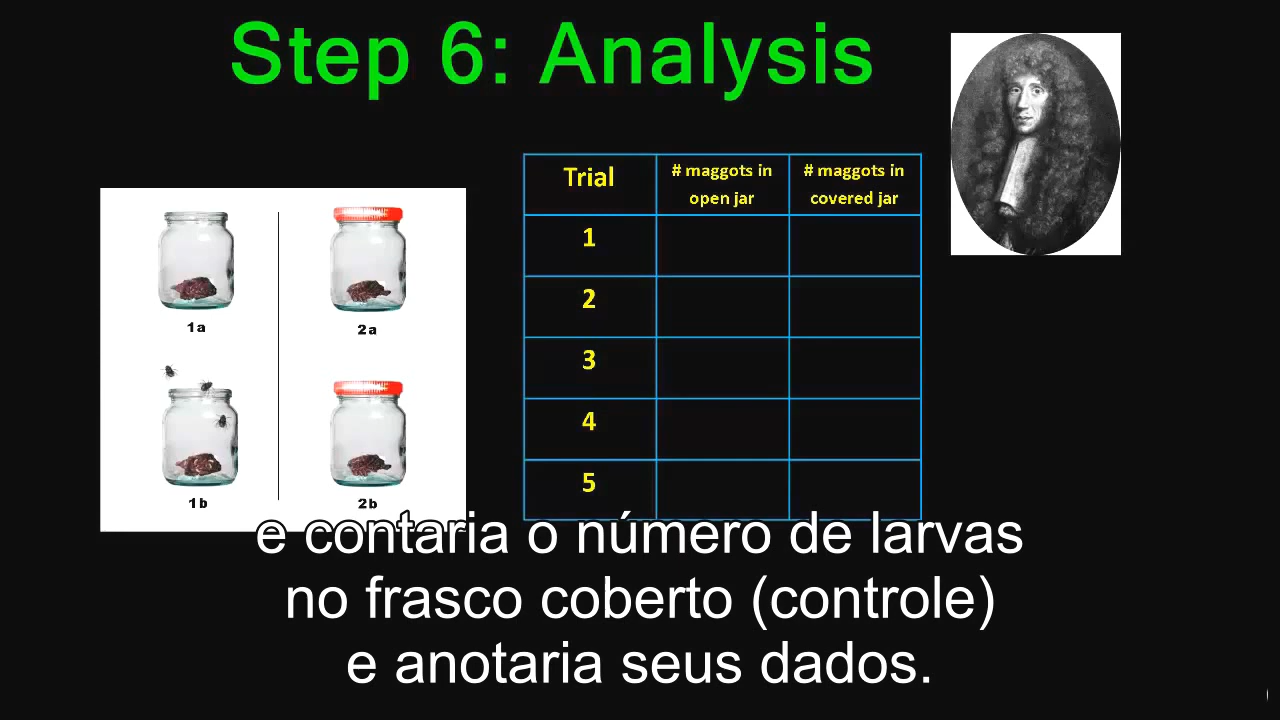 Step 6: Analysis
1a
2a
1b
2b
Trial
# maggots in
open jar
# maggots in
covered jar
1
2
3
4
5
e contaria o número de larvas
no frasco coberto (controle)
e anotaria seus dados.